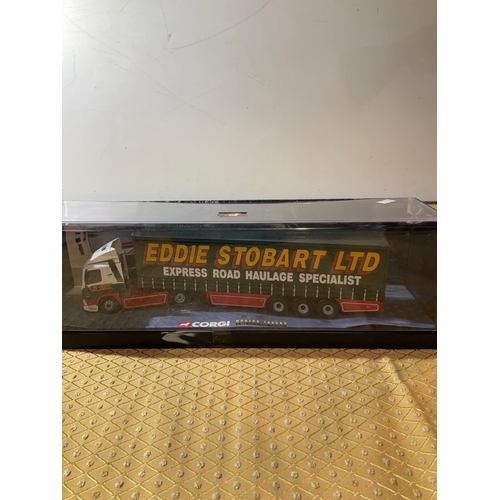 EDDIE STOBART LTD
EXPRESS ROAD HAULAGE SPECIALIST
CORGI